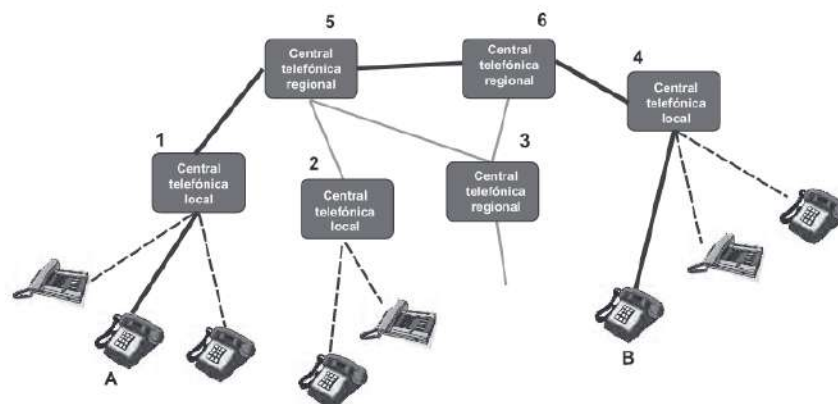 5
Central
telefónica
regional
6
Central
telefónica
regional
4
Central
telefónica
local
1
Central
telefónica
local
2
Central
telefónica
local
3
Central
telefónica
regional
A
B